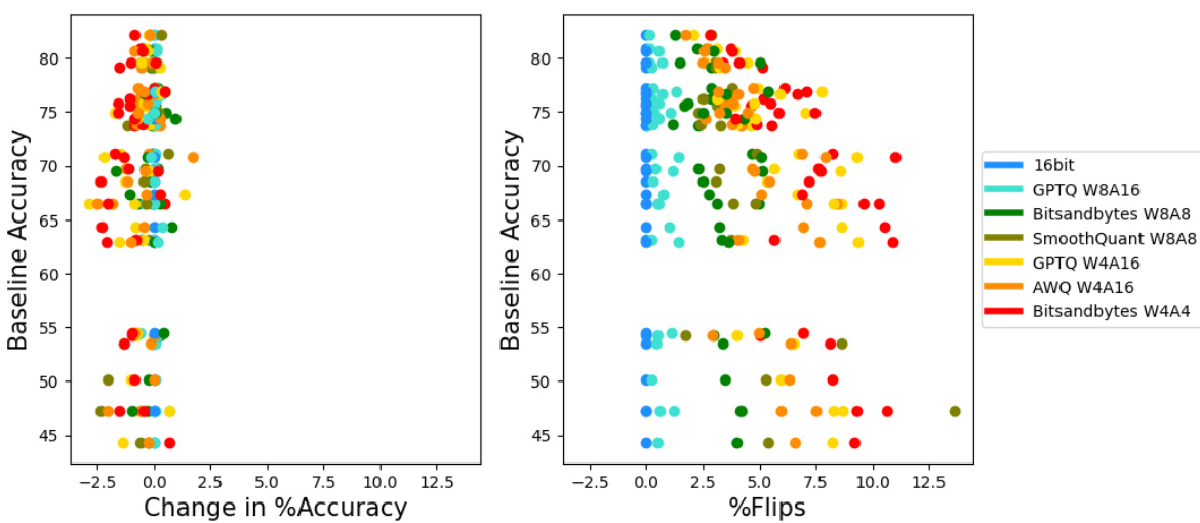 Baseline Accuracy
80
75
70
65
60
55
50
45
−2.5 0.0 2.5 5.0 7.5 10.0 12.5
Change in %Accuracy
Baseline Accuracy
80
75
70
65
60
55
50
45
−2.5 0.0 2.5 5.0 7.5 10.0 12.5
%Flips
16bit
GPTQ W8A16
Bitsandbytes W8A8
SmoothQuant W8A8
GPTQ W4A16
AWQ W4A16
Bitsandbytes W4A4